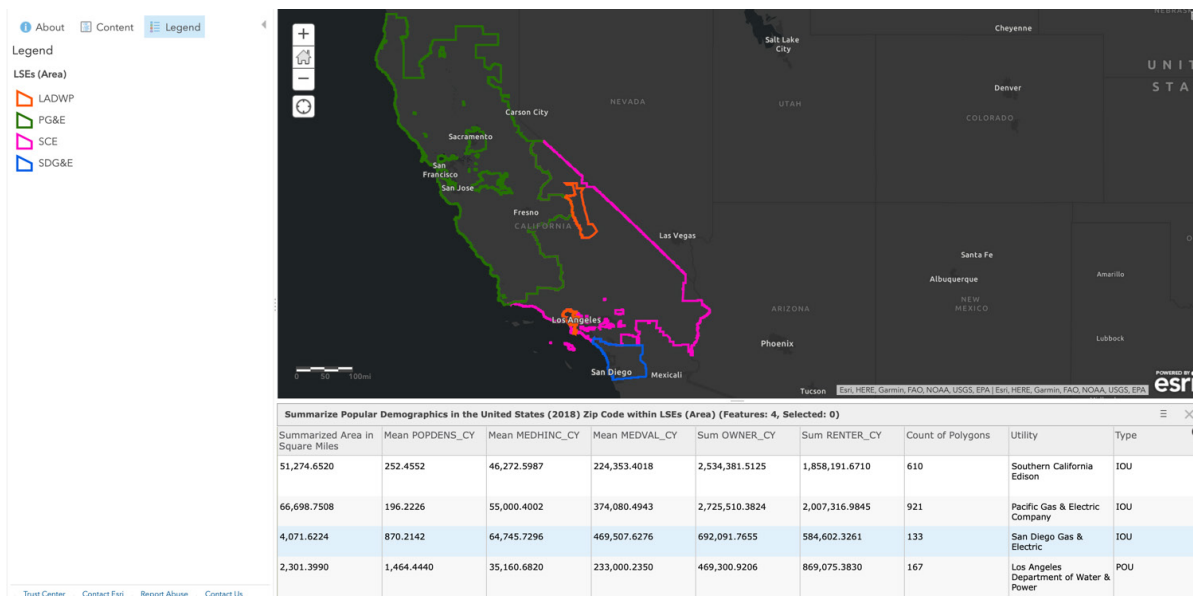 About Content Legend
Legend
LSEs (Area)
LADWP
PG&E
SCE
SDG&E
Trust Center Contact Esri Report Abuse Contact Us
+
−
Salt Lake
City
Cheyenne
UNIT
STA
Denver
NEVADA
UTAH
COLORADO
Carson City
Sacramento
San
Francisco
San Jose
Fresno
CALIFORNIA
Las Vegas
Santa Fe
Albuquerque
Amarillo
NEW
MEXICO
ARIZONA
Los Angeles
Phoenix
Lubbock
San Diego
Mexicali
Tucson
0 50 100mi
Esri, HERE, Garmin, FAO, NOAA, USGS, EPA | Esri, HERE, Garmin, FAO, NOAA, USGS, EPA
POWERED BY
esri
Summarize Popular Demographics in the United States (2018) Zip Code within LSEs (Area) (Features: 4, Selected: 0)
Summarized Area in Mean POPDENS_CY Mean MEDHINC_CY Mean MEDVAL_CY Sum OWNER_CY Sum RENTER_CY Count of Polygons Utility Type
Square Miles
51,274.6520 252.4552 46,272.5987 224,353.4018 2,534,381.5125 1,858,191.6710 610 Southern California IOU
Edison
66,698.7508 196.2226 55,000.4002 374,080.4943 2,725,510.3824 2,007,316.9845 921 Pacific Gas & Electric IOU
Company
4,071.6224 870.2142 64,745.7296 469,507.6276 692,091.7655 584,602.3261 133 San Diego Gas & IOU
Electric
2,301.3990 1,464.4440 35,160.6820 233,000.2350 469,300.9206 869,075.3830 167 Los Angeles POU
Department of Water &
Power